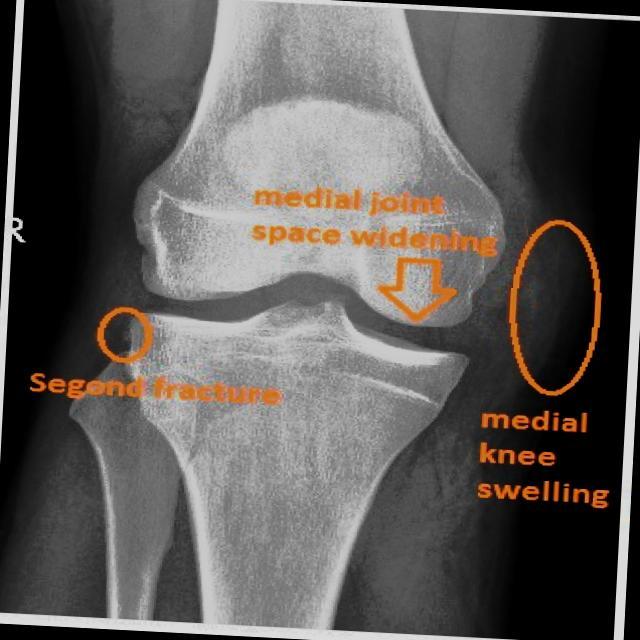 medial joint
space widening
R
Segond fracture
medial
knee
swelling